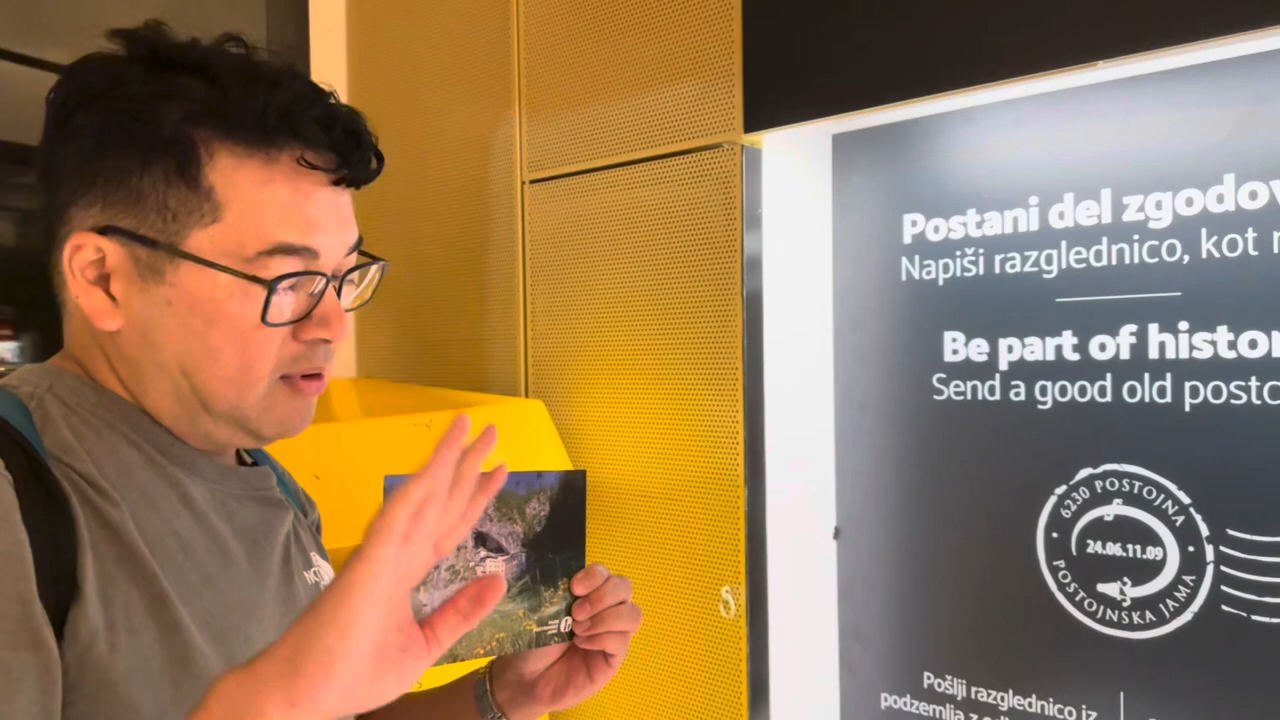 Postani del zgodov
Napiši razglednico, kot
Be part of histor
Send a good old postc
6230 POSTOJNA
24.06.11.09
POSTOJNSKA JAMA
Pošlji razglednico iz
podzemlja z